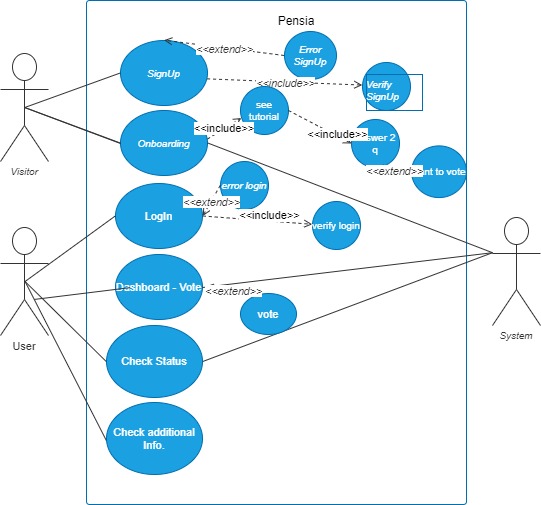 Pensia
Error
SignUp
<<extend>>
SignUp
<<include>>
Verify
SignUp
see
tutorial
<<include>>
<<include>>
Onboarding
swer 2
q
<<extend>>
nt to vote
Visitor
error login
<<extend>>
LogIn
<<include>>
verify login
Dashboard - Vote
<<extend>>
vote
User
System
Check Status
Check additional
Info.